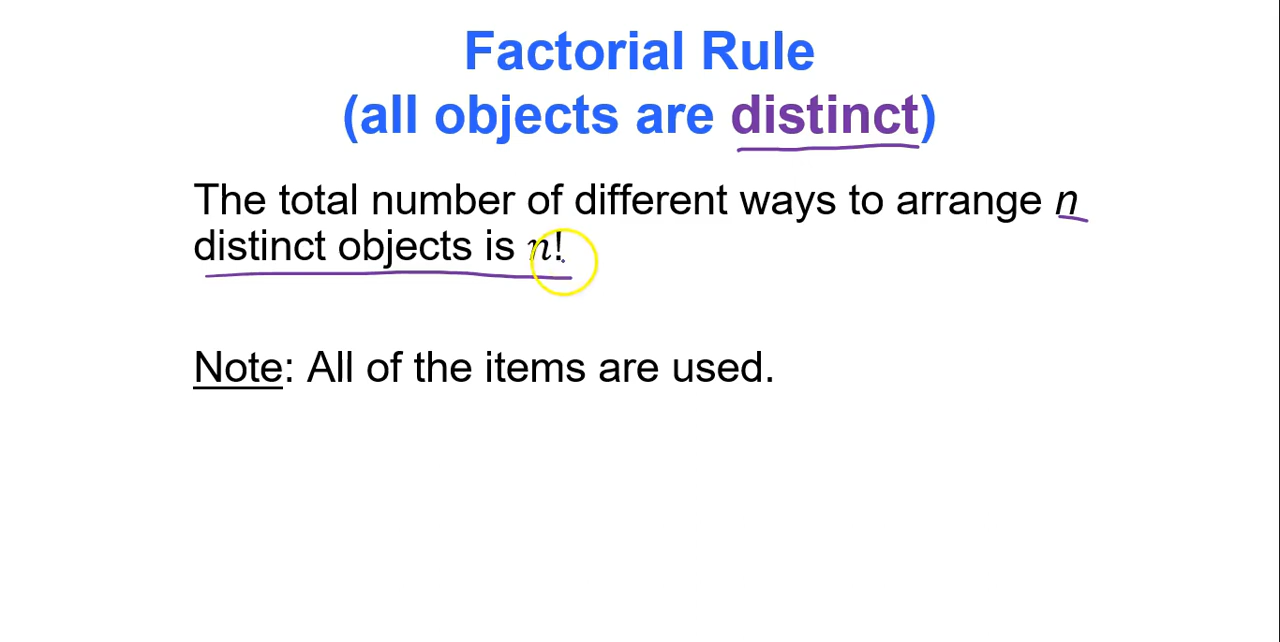 Factorial Rule
(all objects are distinct)
The total number of different ways to arrange n
distinct objects is n!
Note: All of the items are used.